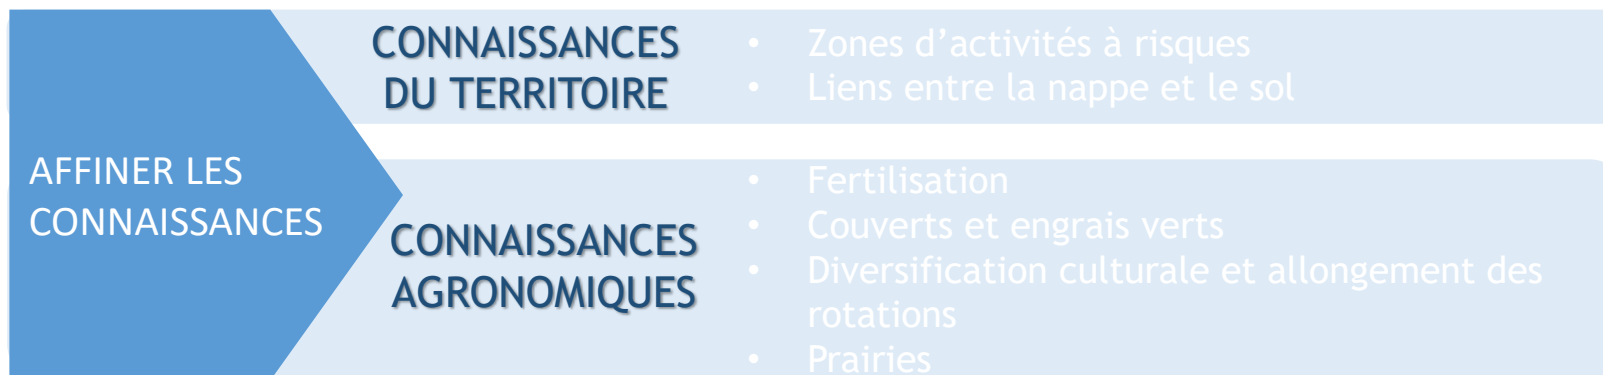 AFFINER LES
CONNAISSANCES
CONNAISSANCES
DU TERRITOIRE
• Zones d’activités à risques
• Liens entre la nappe et le sol
CONNAISSANCES
AGRONOMIQUES
• Fertilisation
• Couverts et engrais verts
• Diversification culturale et allongement des
rotations
• Prairies